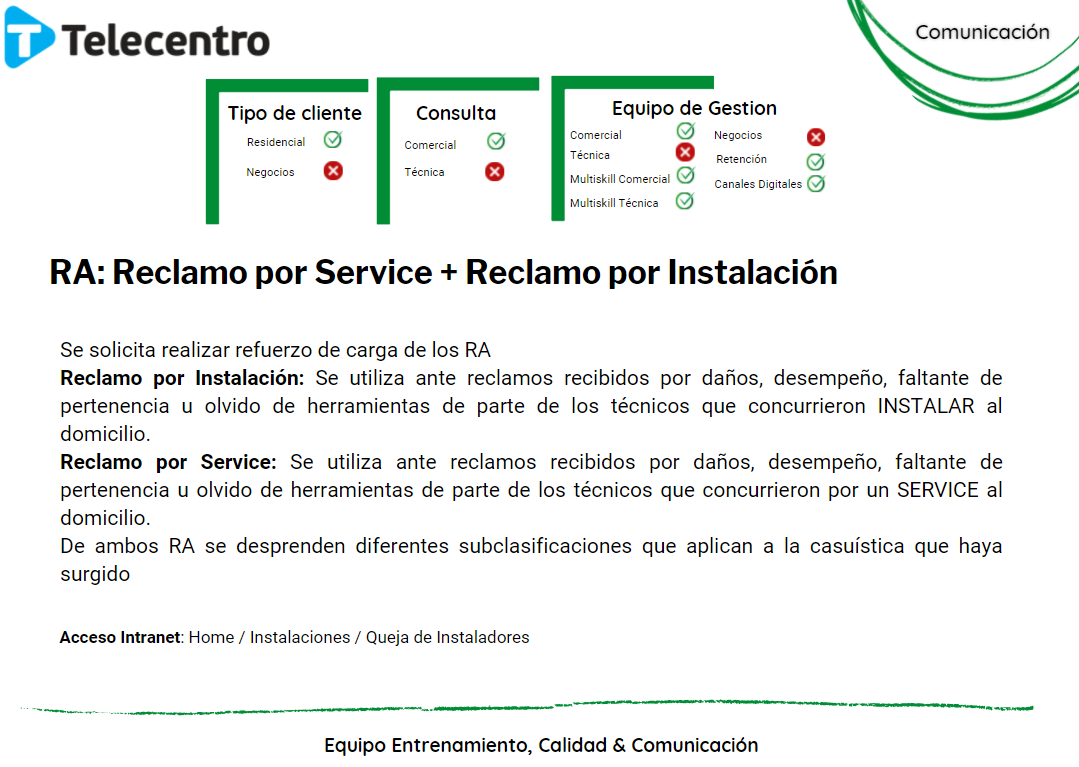 Telecentro
Comunicación
Tipo de cliente
Residencial
Negocios
Consulta
Comercial
Técnica
Equipo de Gestion
Comercial
Técnica
Multiskill Comercial
Multiskill Técnica
Negocios
Retención
Canales Digitales
RA: Reclamo por Service + Reclamo por Instalación
Se solicita realizar refuerzo de carga de los RA
Reclamo por Instalación: Se utiliza ante reclamos recibidos por daños, desempeño, faltante de
pertenencia u olvido de herramientas de parte de los técnicos que concurrieron INSTALAR al
domicilio.
Reclamo por Service: Se utiliza ante reclamos recibidos por daños, desempeño, faltante de
pertenencia u olvido de herramientas de parte de los técnicos que concurrieron por un SERVICE al
domicilio.
De ambos RA se desprenden diferentes subclasificaciones que aplican a la casuística que haya
surgido
Acceso Intranet: Home / Instalaciones / Queja de Instaladores
Equipo Entrenamiento, Calidad & Comunicación